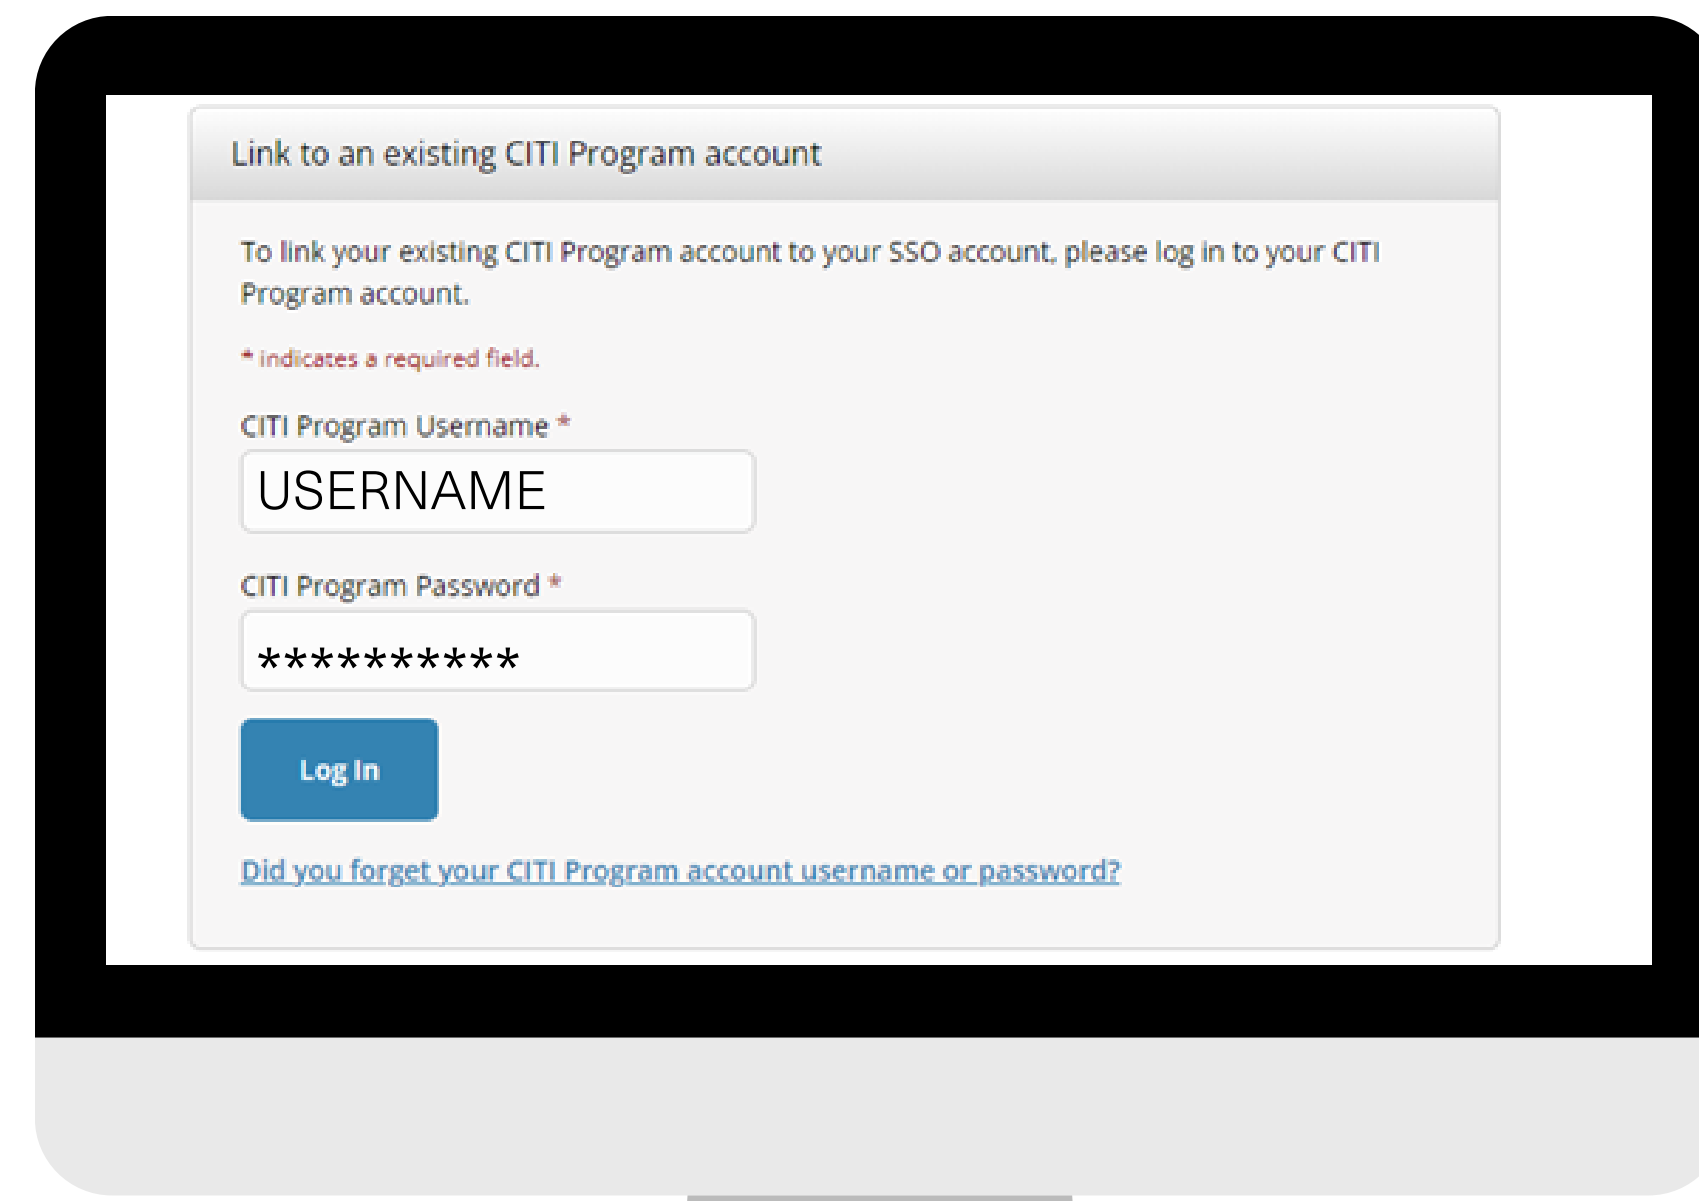 Link to an existing CITI Program account
To link your existing CITI Program account to your SSO account, please log in to your CITI
Program account.
* indicates a required field.
CITI Program Username *
USERNAME
CITI Program Password *
**********
Log In
Did you forget your CITI Program account username or password?